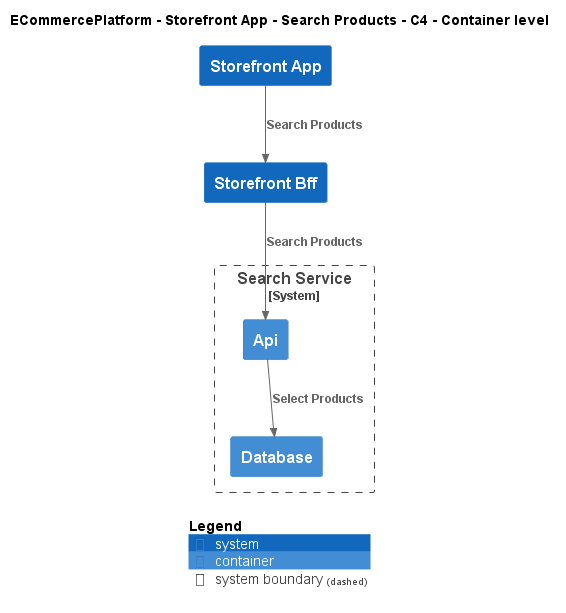 ECommercePlatform - Storefront App - Search Products - C4 - Container level
Storefront App
Search Products
Storefront Bff
Search Products
Search Service
[System]
Api
Select Products
Database
Legend
system
container
system boundary (dashed)